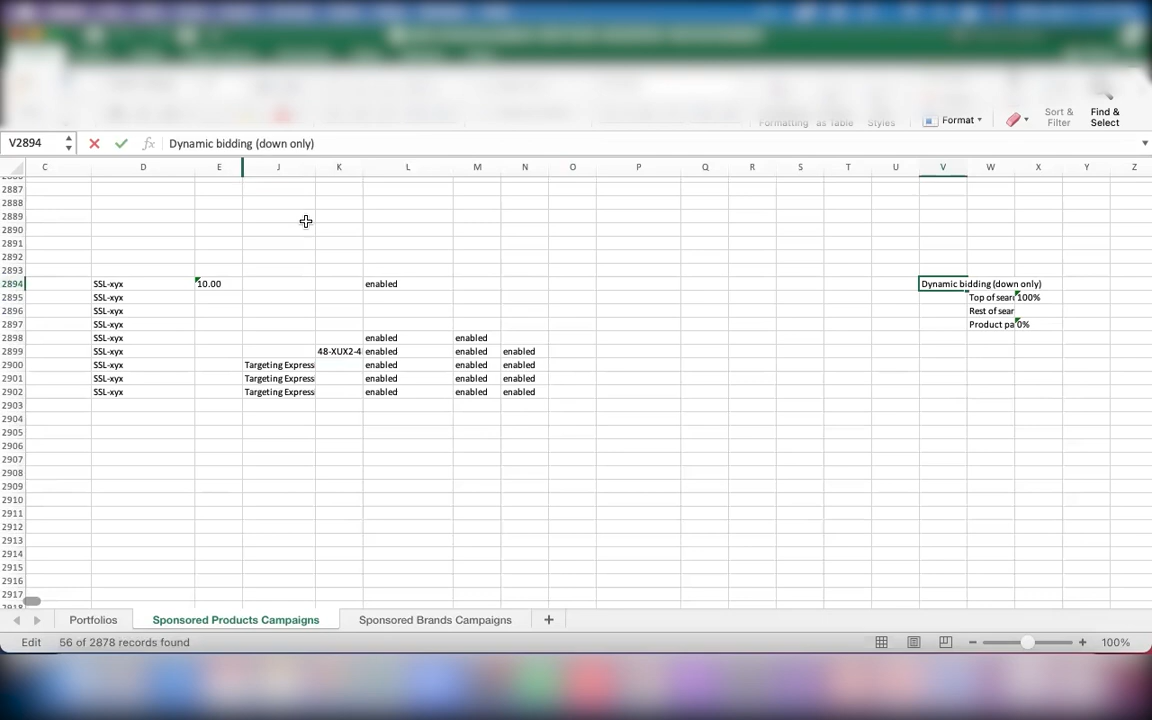 Formatting as Table Styles
Format
Sort & Filter
Find & Select
V2894
fx Dynamic bidding (down only)
C D E J K L M N O P Q R S T U V W X Y Z
2887
2888
2889
2890
2891
2892
2893
2894 SSL-xyx 10.00 enabled Dynamic bidding (down only)
2895 SSL-xyx Top of sear 100%
2896 SSL-xyx Rest of sear
2897 SSL-xyx Product pa 0%
2898 SSL-xyx enabled enabled
2899 SSL-xyx 48-XUX2-4 enabled enabled enabled
2900 SSL-xyx Targeting Express enabled enabled enabled
2901 SSL-xyx Targeting Express enabled enabled enabled
2902 SSL-xyx Targeting Express enabled enabled enabled
2903
2904
2905
2906
2907
2908
2909
2910
2911
2912
2913
2914
2915
2916
2917
2918
Portfolios Sponsored Products Campaigns Sponsored Brands Campaigns +
Edit 56 of 2878 records found 100%